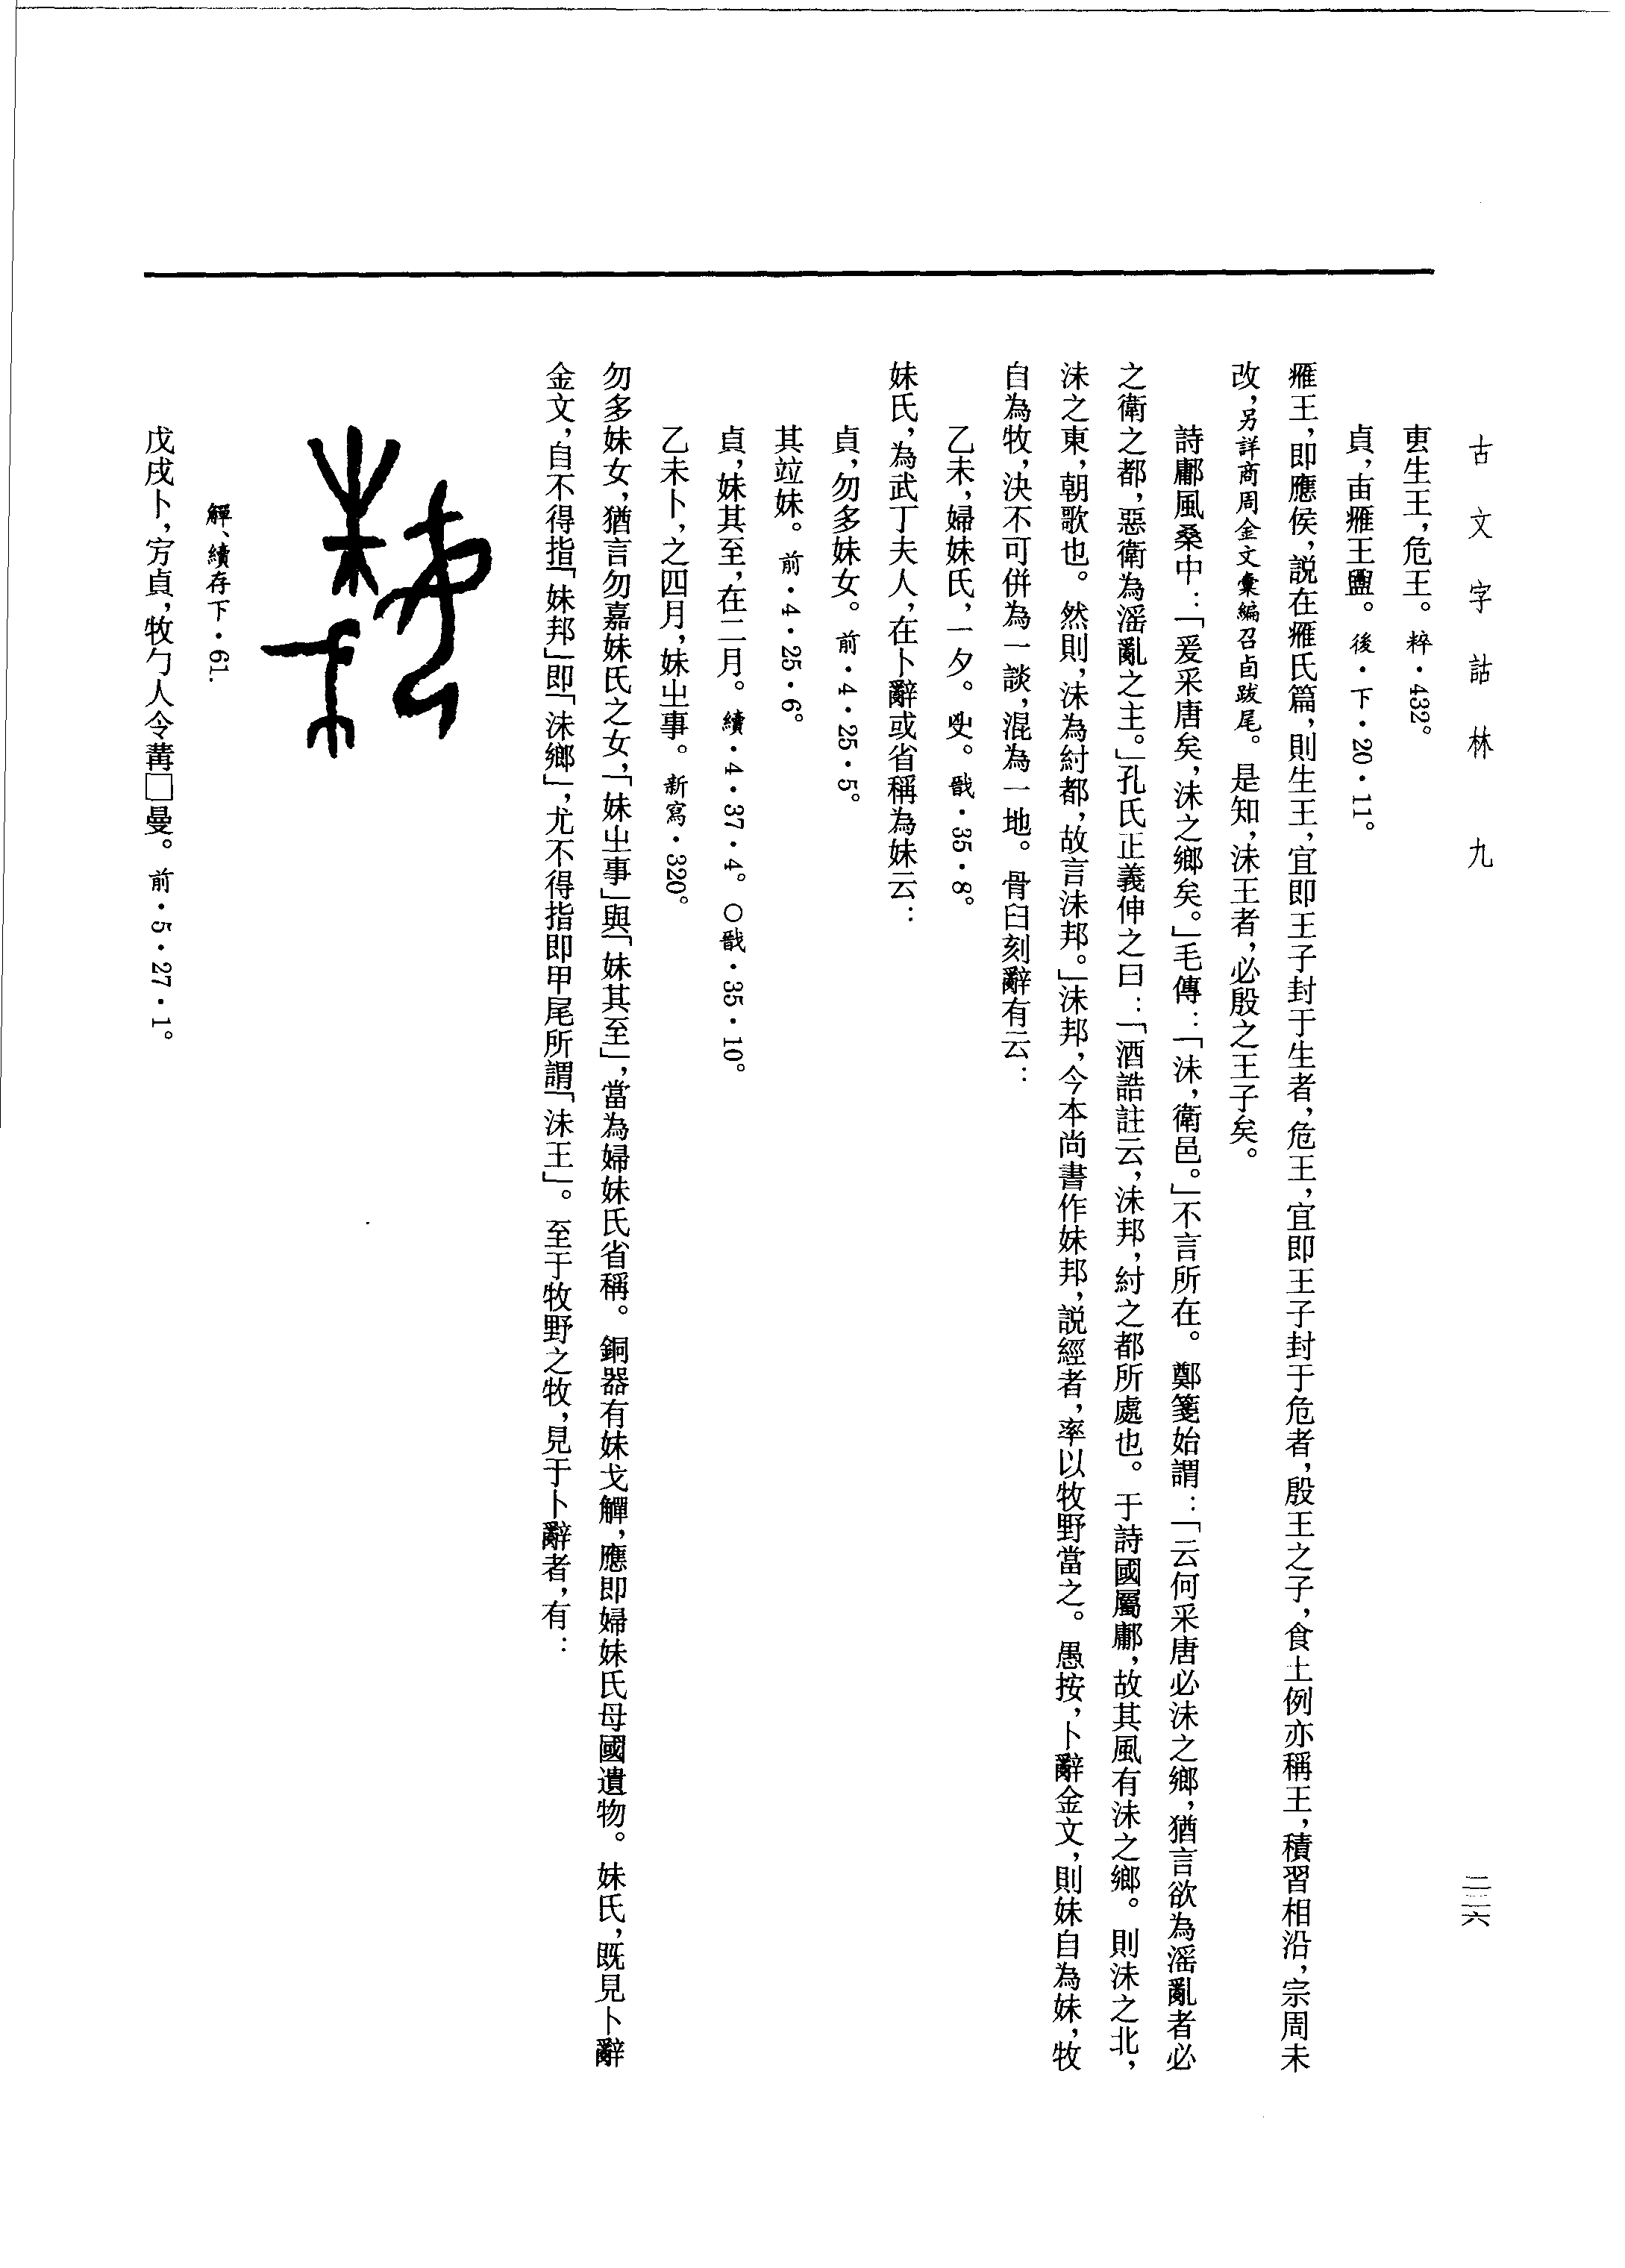 古文字詁林 九
二三六
叀生王，危王。粹·432。
貞，𠧪雁王𥁰。後·下·20·11。
雁王，即應侯，説在雁氏篇，則生王，宜即王子封于生者，危王，宜即王子封于危者，殷王之子，食土例亦稱王，積習相沿，宗周未
改，另詳商周金文彙編召卣跋尾。是知，沬王者，必殷之王子矣。
詩鄘風桑中：「爰采唐矣，沬之鄉矣。」毛傳：「沬，衛邑。」不言所在。鄭箋始謂：「云何采唐必沬之鄉，猶言欲為滛亂者必
之衛之都，惡衛為滛亂之主。」孔氏正義伸之曰：「酒誥註云，沬邦，紂之都所處也。于詩國屬鄘，故其風有沬之鄉。則沬之北，
沬之東，朝歌也。然則，沬為紂都，故言沬邦。」沬邦，今本尚書作妹邦，説經者，率以牧野當之。愚按，卜辭金文，則妹自為妹，牧
自為牧，決不可併為一談，混為一地。骨臼刻辭有云：
乙未，婦妹氏，一夕。㕜。戩·35·8。
妹氏，為武丁夫人，在卜辭或省稱為妹云：
貞，勿多妹女。前·4·25·5。
其竝妹。前·4·25·6。
貞，妹其至，在二月。續·4·37·4。○戩·35·10。
乙未卜，之四月，妹㞢事。新寫·320。
勿多妹女，猶言勿嘉妹氏之女，「妹㞢事」與「妹其至」，當為婦妹氏省稱。銅器有妹戈觶，應即婦妹氏母國遺物。妹氏，既見卜辭
金文，自不得指「妹邦」即「沬鄉」，尤不得指即甲尾所謂「沬王」。至于牧野之牧，見于卜辭者，有：
觶、續存下·61.
戊戌卜，㝑貞，牧勹人令冓□曼。前·5·27·1。